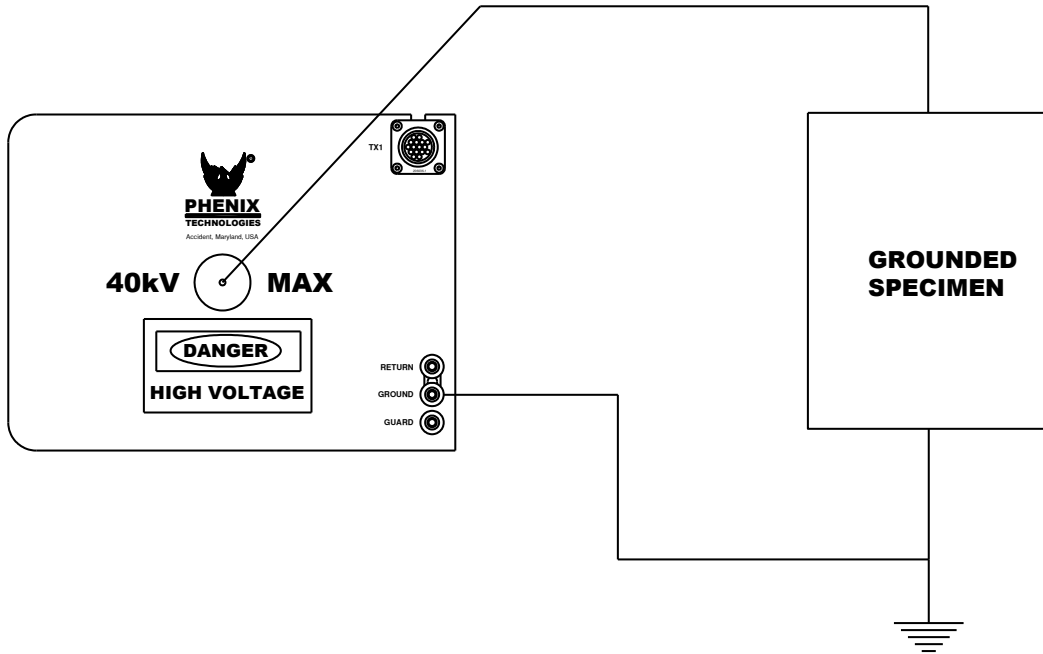 TX1
PHENIX
TECHNOLOGIES
Accident, Maryland, USA
40kV MAX
DANGER
HIGH VOLTAGE
RETURN
GROUND
GUARD
GROUNDED
SPECIMEN